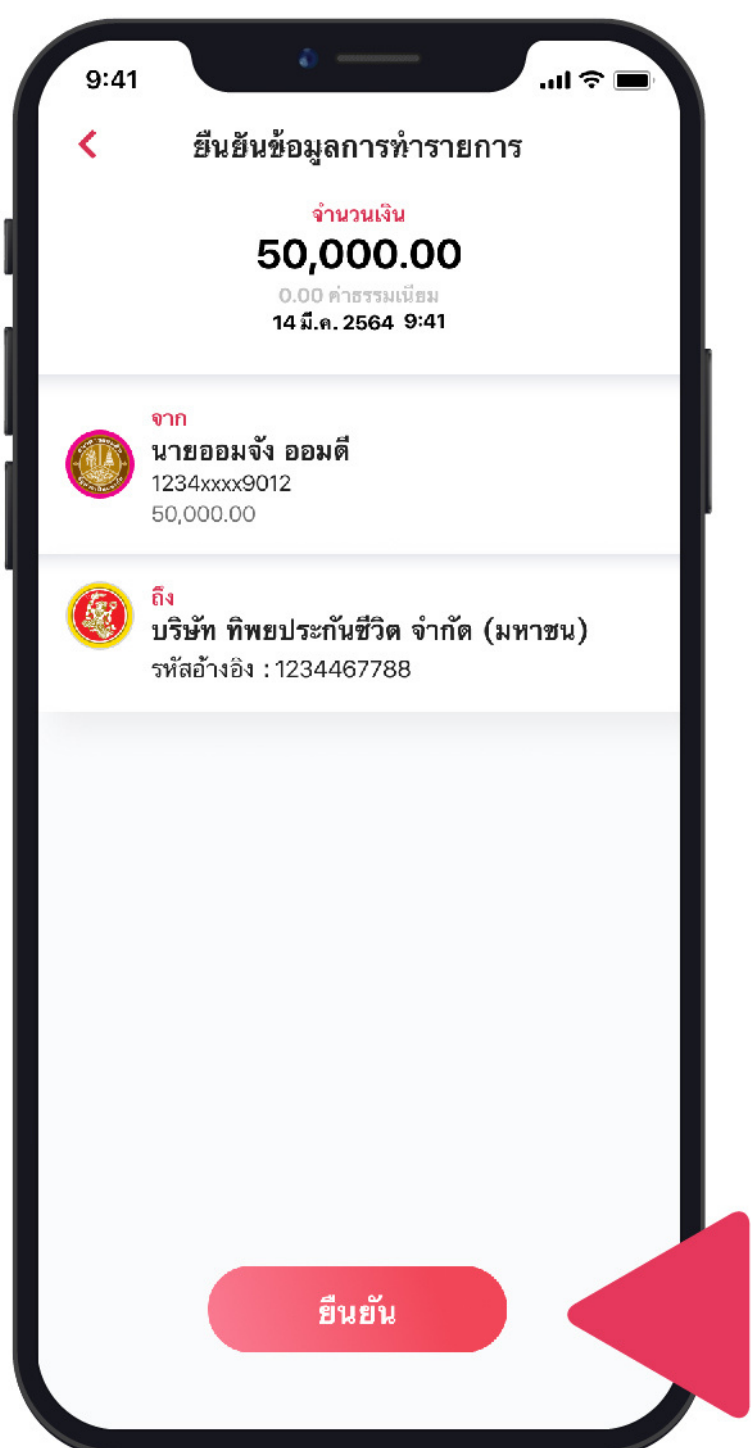 9:41
ยืนยันข้อมูลการทำรายการ
จำนวนเงิน
50,000.00
0.00 ค่าธรรมเนียม
14 มี.ค. 2564 9:41
จาก
นายออมจัง ออมดี
1234xxxx9012
50,000.00
ถึง
บริษัท ทิพยประกันชีวิต จำกัด (มหาชน)
รหัสอ้างอิง : 1234467788
ยืนยัน